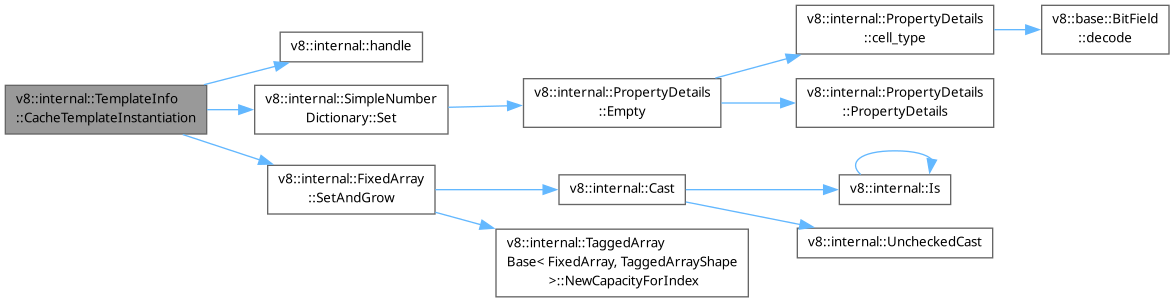 v8::internal::TemplateInfo
::CacheTemplateInstantiation
v8::internal::handle
v8::internal::SimpleNumber
Dictionary::Set
v8::internal::PropertyDetails
::Empty
v8::internal::PropertyDetails
::cell_type
v8::base::BitField
::decode
v8::internal::PropertyDetails
::PropertyDetails
v8::internal::FixedArray
::SetAndGrow
v8::internal::Cast
v8::internal::Is
v8::internal::UncheckedCast
v8::internal::TaggedArray
Base< FixedArray, TaggedArrayShape
>::NewCapacityForIndex